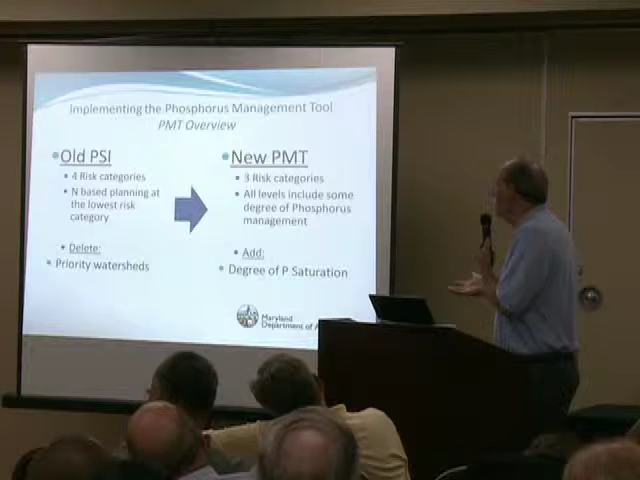 Implementing the Phosphorus Management Tool
PMT Overview
Old PSI
4 Risk categories
N based planning at
the lowest risk
category
Delete:
Priority watersheds
New PMT
3 Risk categories
All levels include some
degree of Phosphorus
management
Add:
Degree of P Saturation
Maryland
Department of A